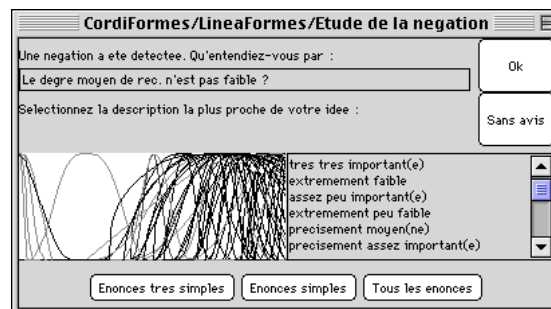 CordiFormes/LineaFormes/Etude de la negation
Une negation a ete detectee. Qu'entendiez-vous par :
Ok
Le degre moyen de rec. n'est pas faible ?
Selectionnez la description la plus proche de votre idee :
Sans avis
tres tres important(e)
extremement faible
assez peu important(e)
extremement peu faible
precisement moyen(ne)
precisement assez important(e)
Enonces tres simples
Enonces simples
Tous les enonces